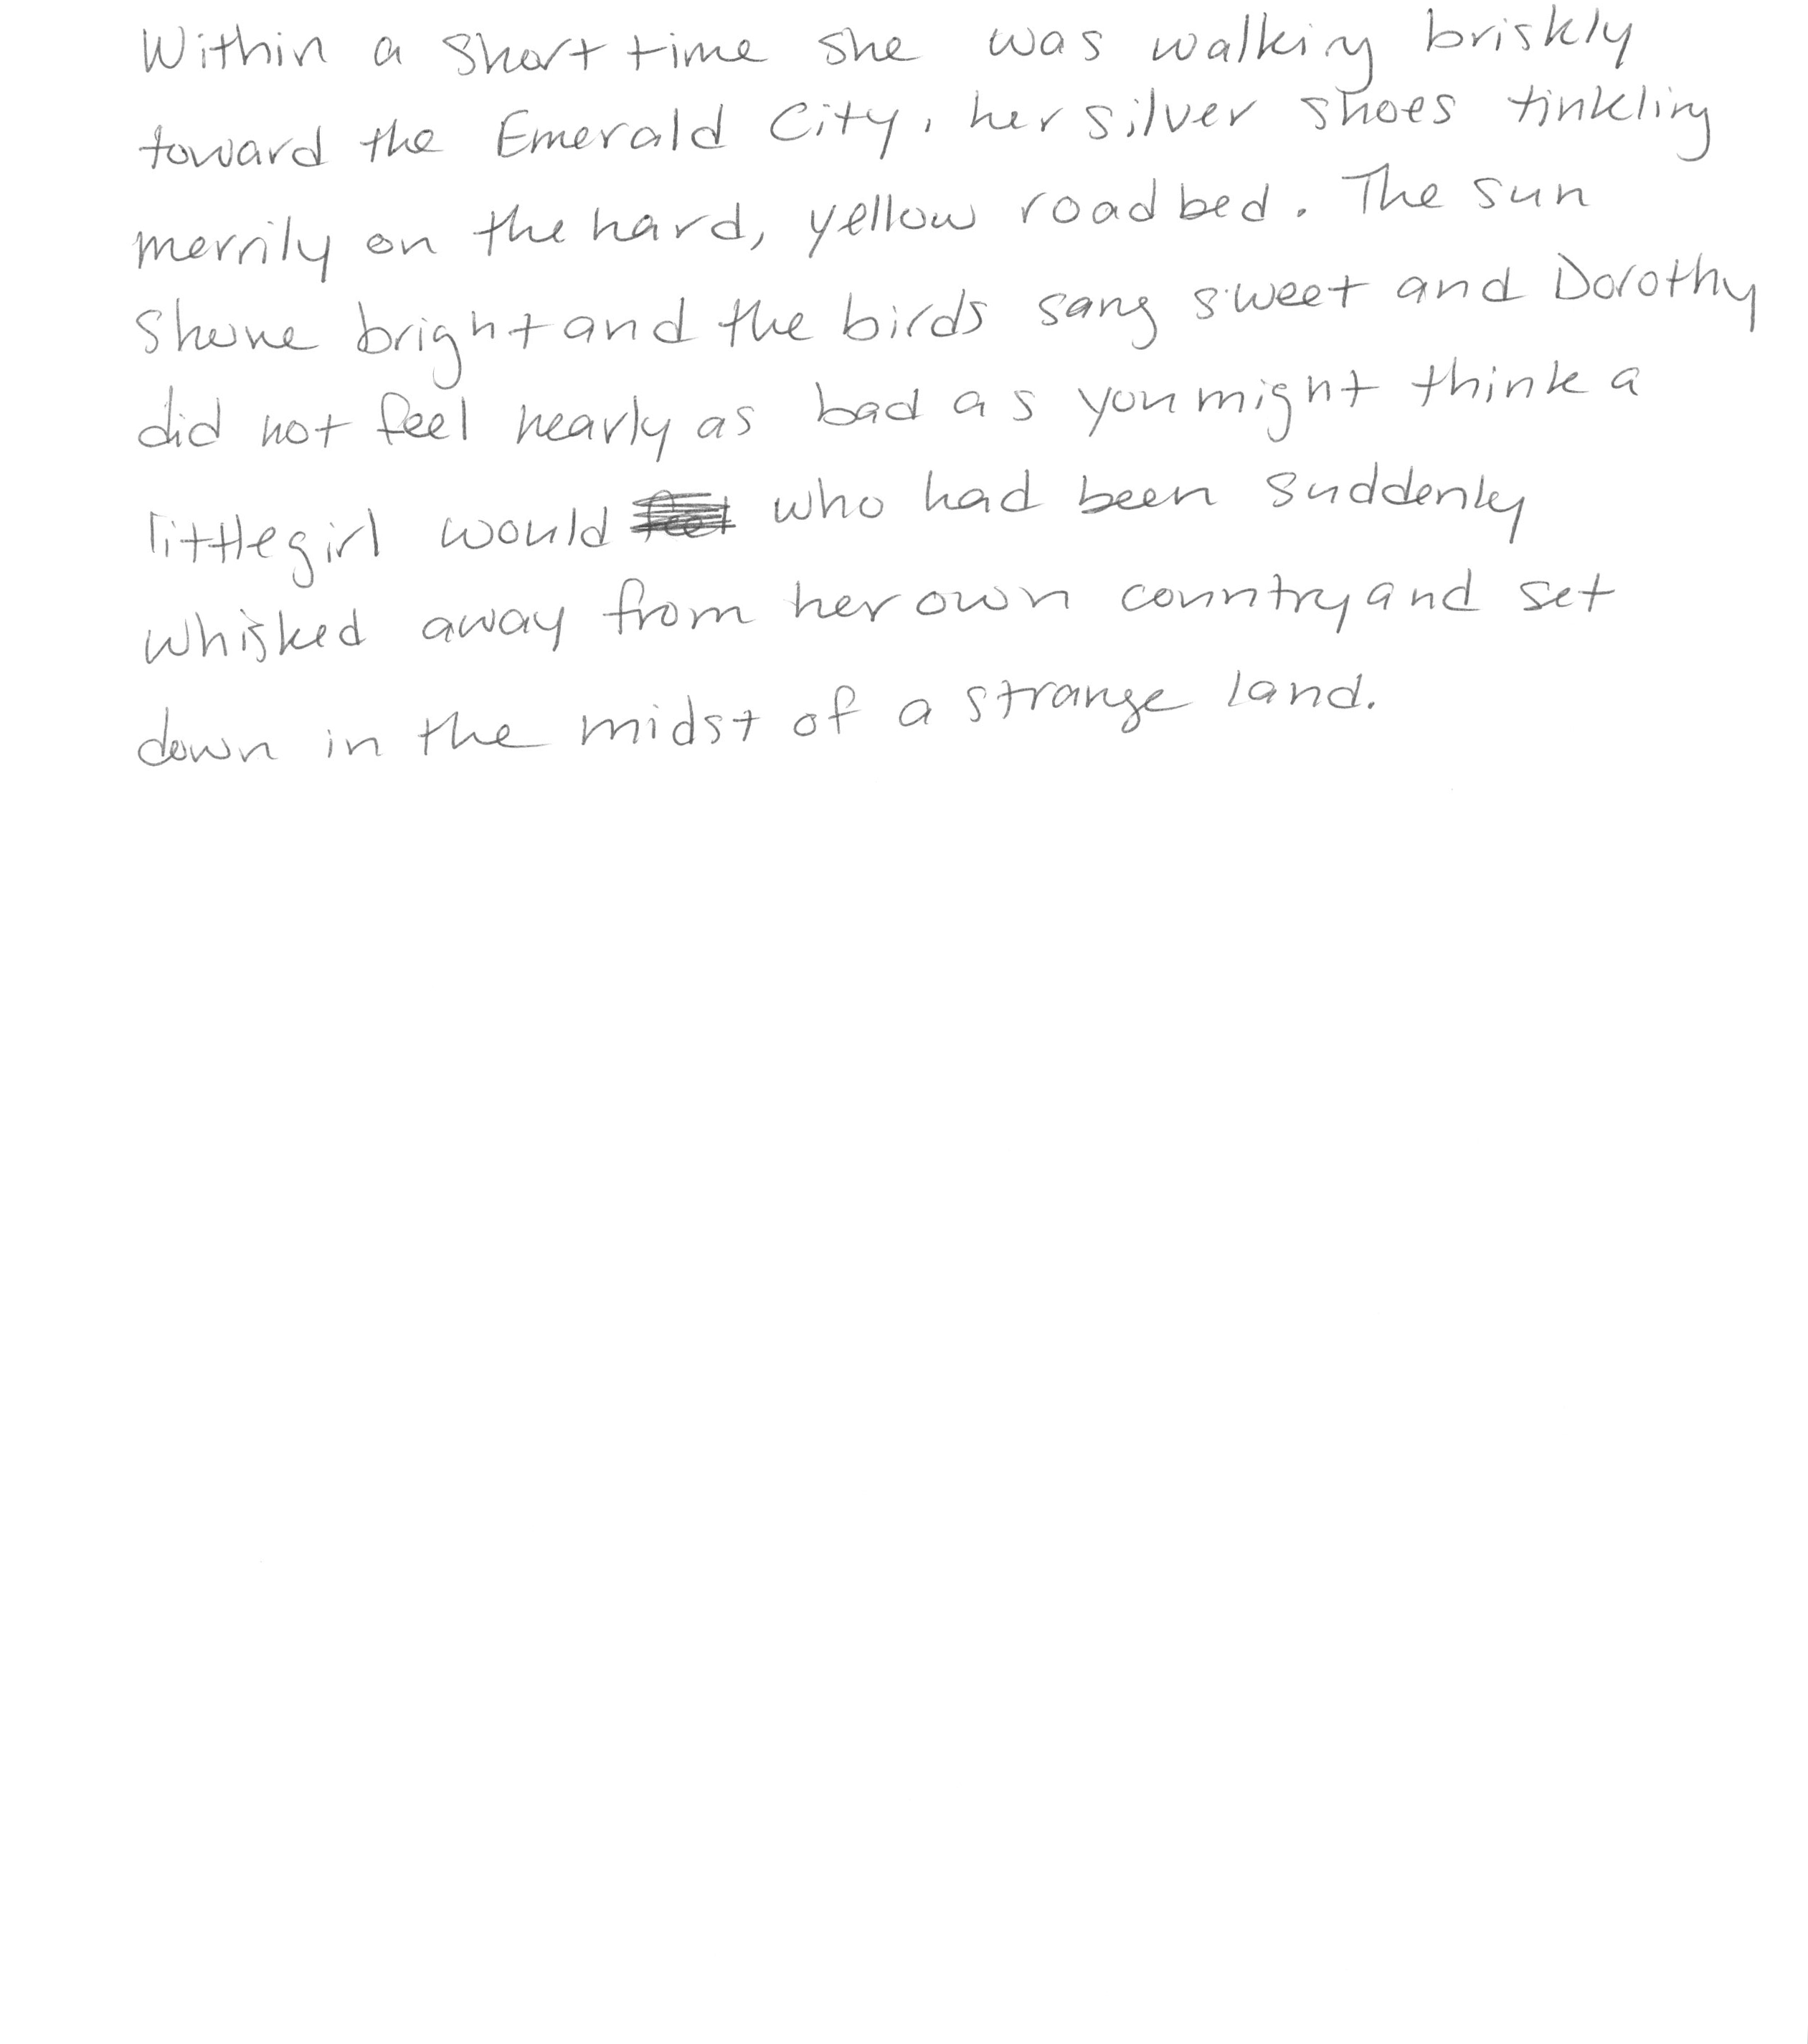 Within a short time she was walking briskly
toward the Emerald City, her silver shoes tinkling
merrily on the hard, yellow roadbed. The sun
shone bright and the birds sang sweet and Dorothy
did not feel nearly as bad as you might think a
little girl would who had been suddenly
whisked away from her own country and set
down in the midst of a strange land.